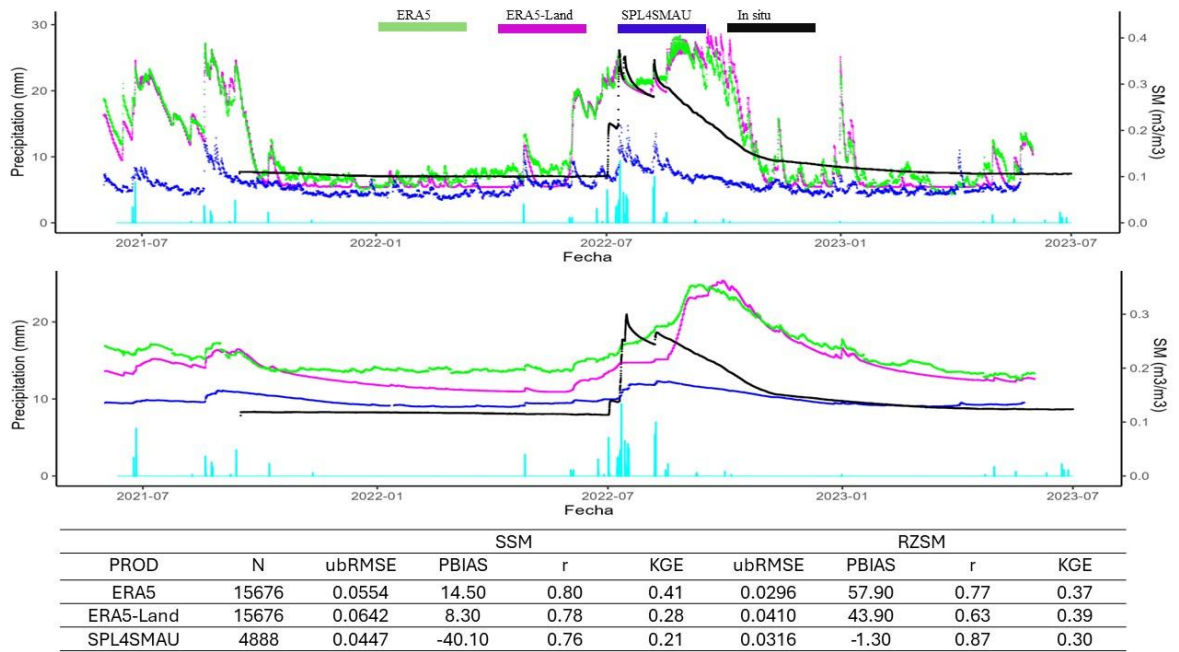 ERA5 ERA5-Land SPL4SMAU In situ
Precipitation (mm)
30
20
10
0
0.4
0.3
0.2
0.1
0.0
SM (m3/m3)
2021-07 2022-01 2022-07 2023-01 2023-07
Fecha
Precipitation (mm)
20
10
0
0.3
0.2
0.1
0.0
SM (m3/m3)
2021-07 2022-01 2022-07 2023-01 2023-07
Fecha
SSM RZSM
PROD N ubRMSE PBIAS r KGE ubRMSE PBIAS r KGE
ERA5 15676 0.0554 14.50 0.80 0.41 0.0296 57.90 0.77 0.37
ERA5-Land 15676 0.0642 8.30 0.78 0.28 0.0410 43.90 0.63 0.39
SPL4SMAU 4888 0.0447 -40.10 0.76 0.21 0.0316 -1.30 0.87 0.30